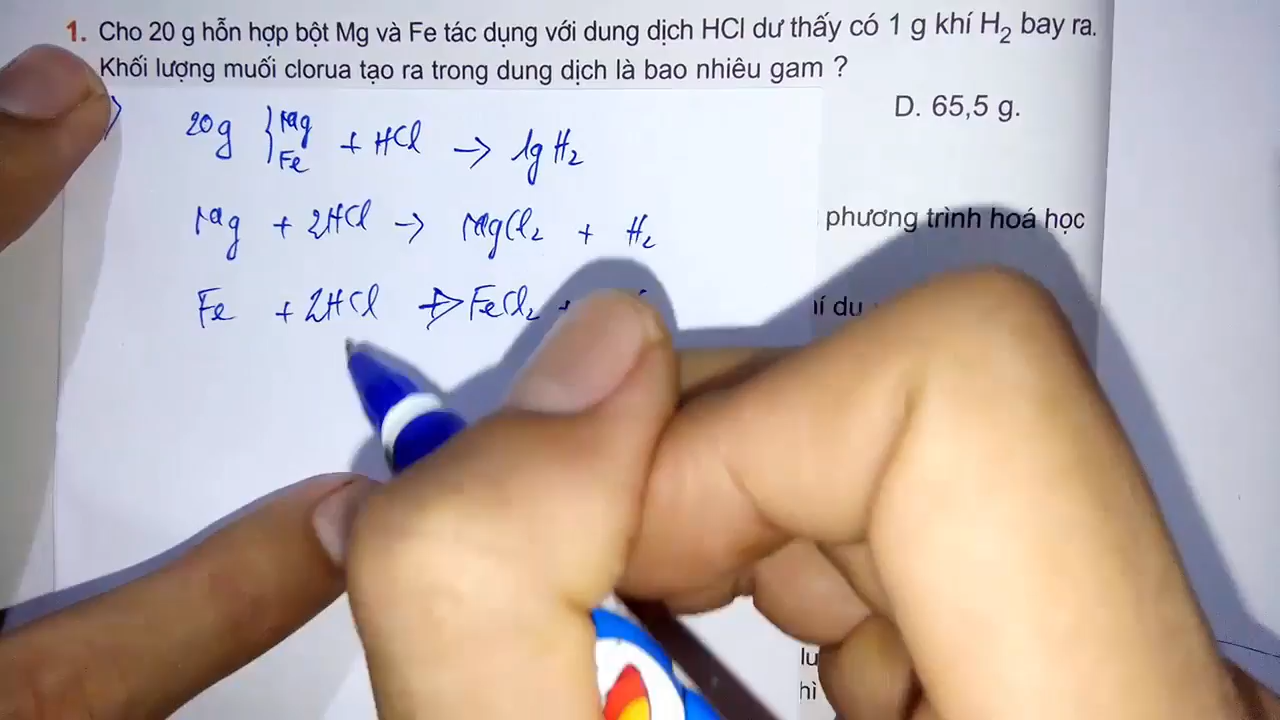 1. Cho 20 g hỗn hợp bột Mg và Fe tác dụng với dung dịch HCl dư thấy có 1 g khí H₂ bay ra.
Khối lượng muối clorua tạo ra trong dung dịch là bao nhiêu gam ?
D. 65,5 g.
20g { Mg Fe + HCl → 1g H₂
Mg + 2HCl → MgCl₂ + H₂
phương trình hoá học
Fe + 2HCl → FeCl₂ +